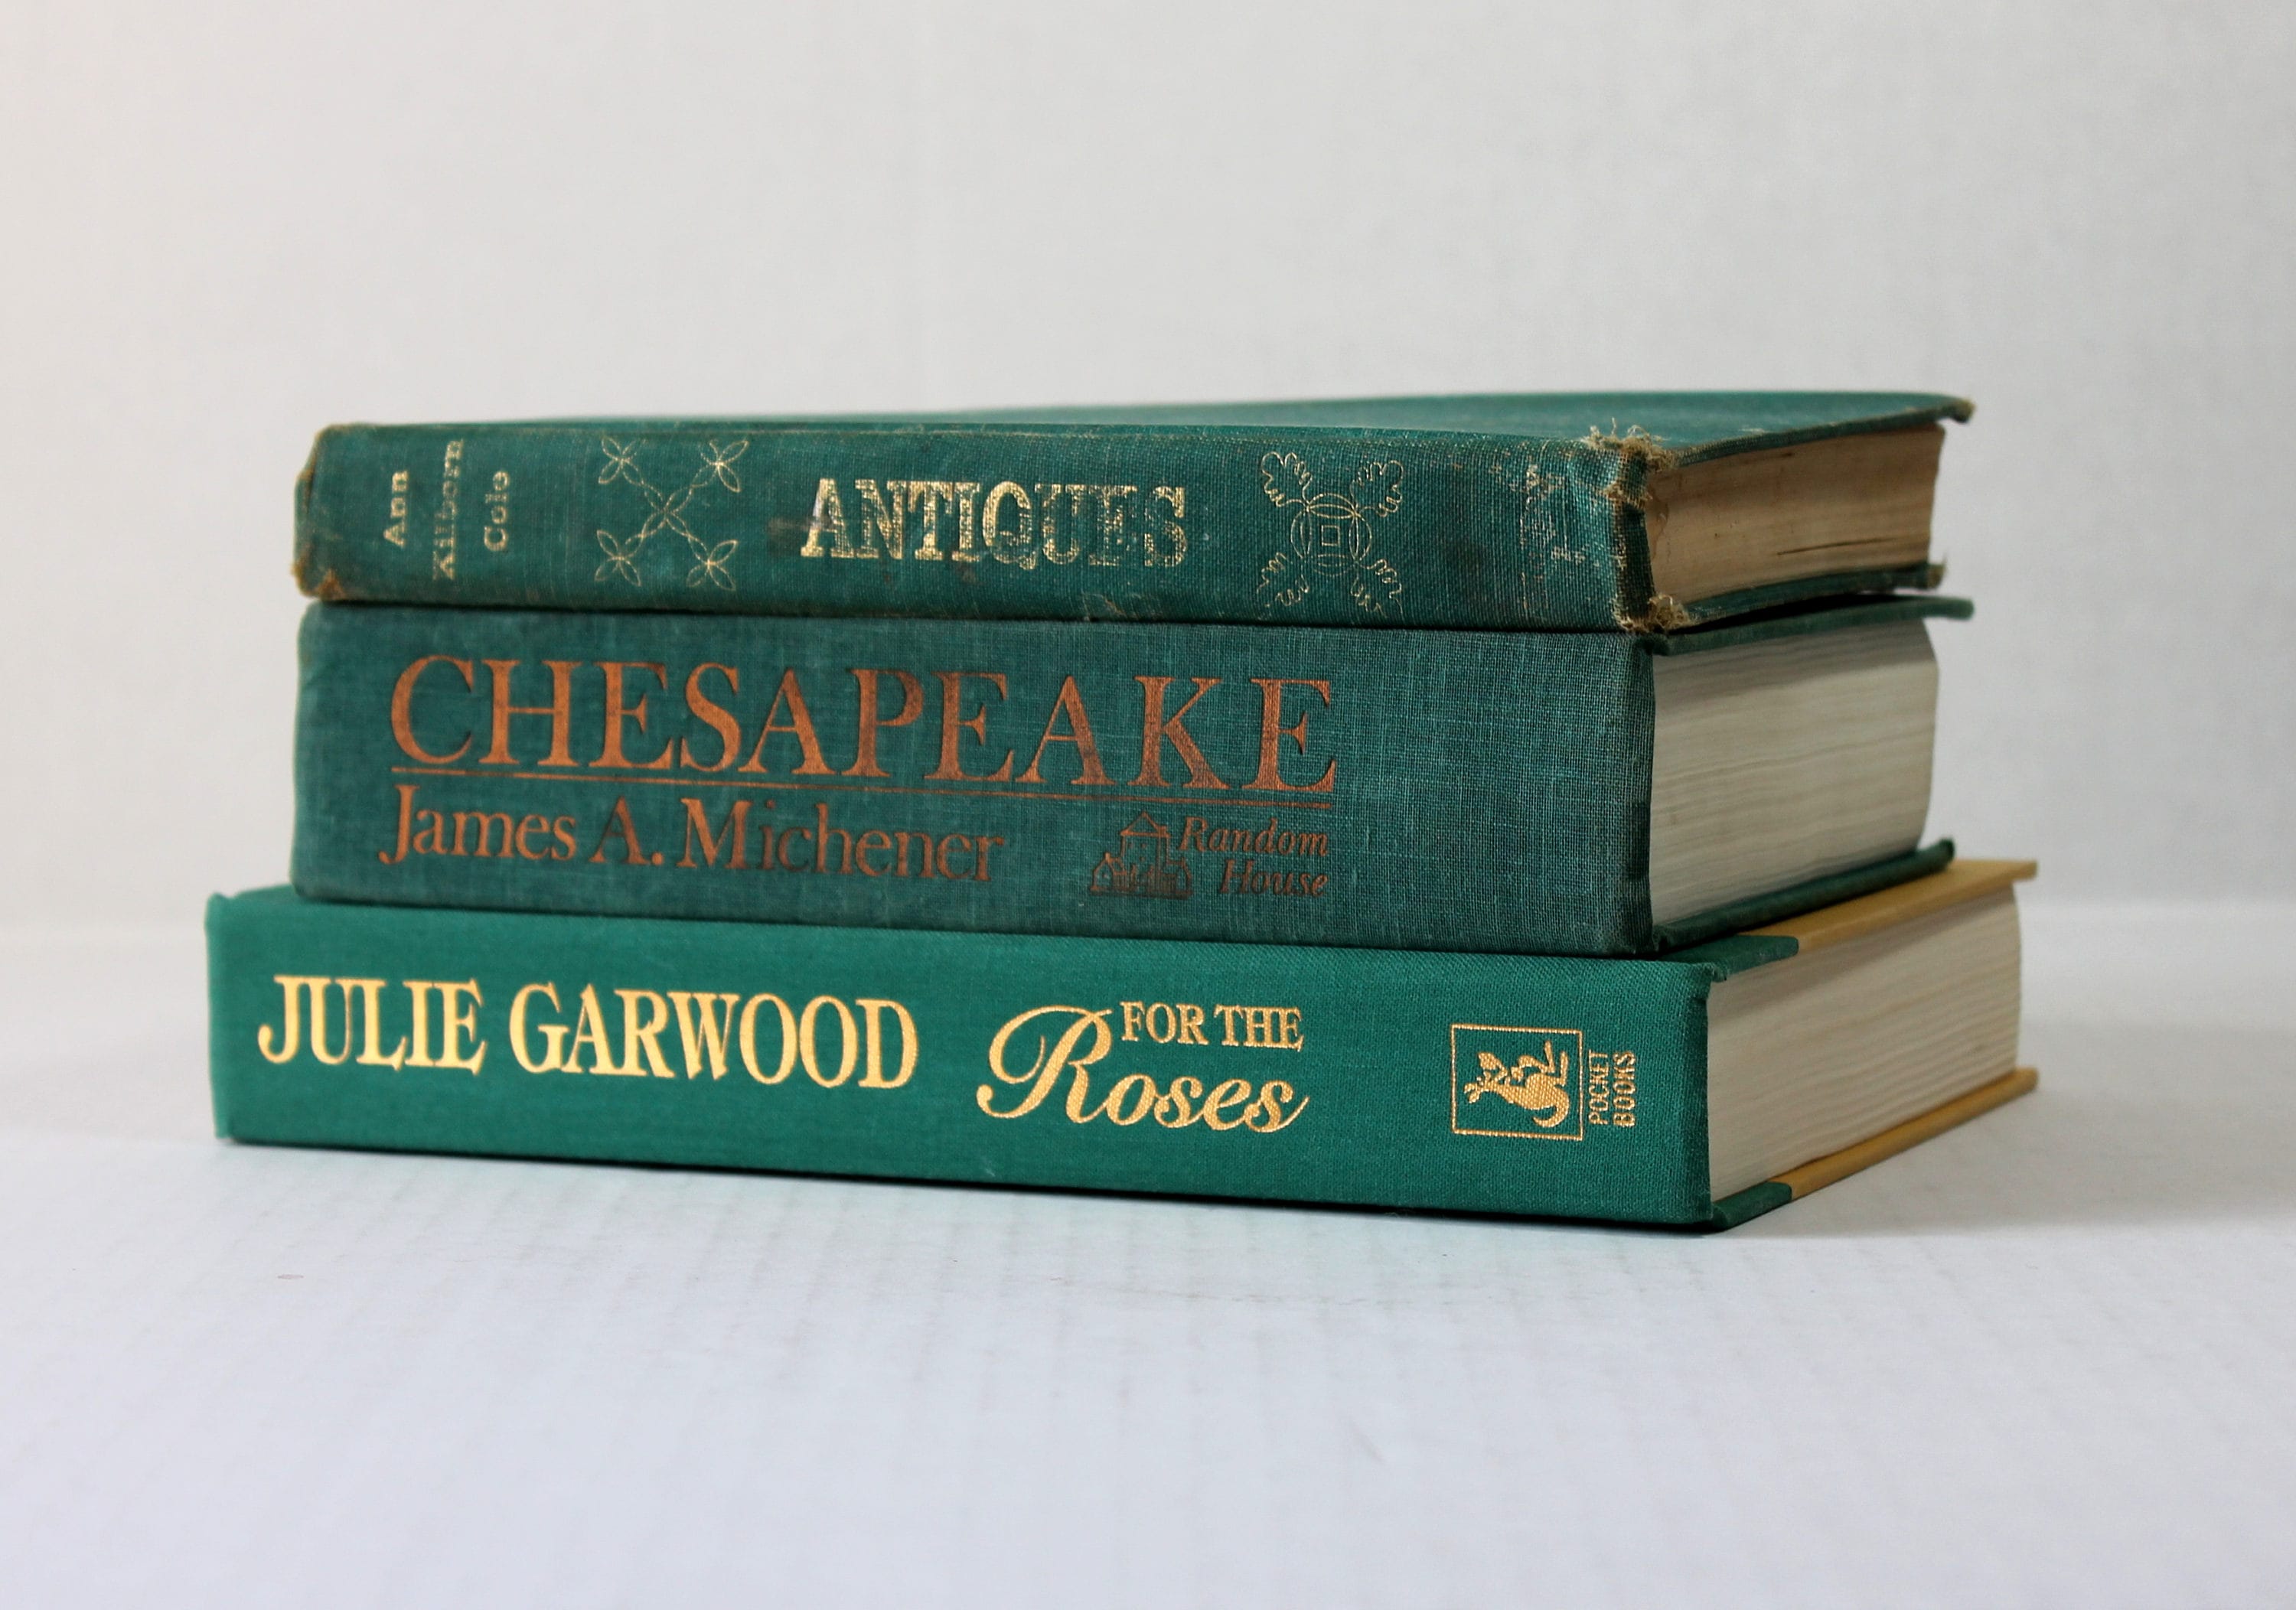 Ann
Kilborn
Cole
ANTIQUES
CHESAPEAKE
James A. Michener
Random
House
JULIE GARWOOD
FOR THE
Roses
POCKET
BOOKS